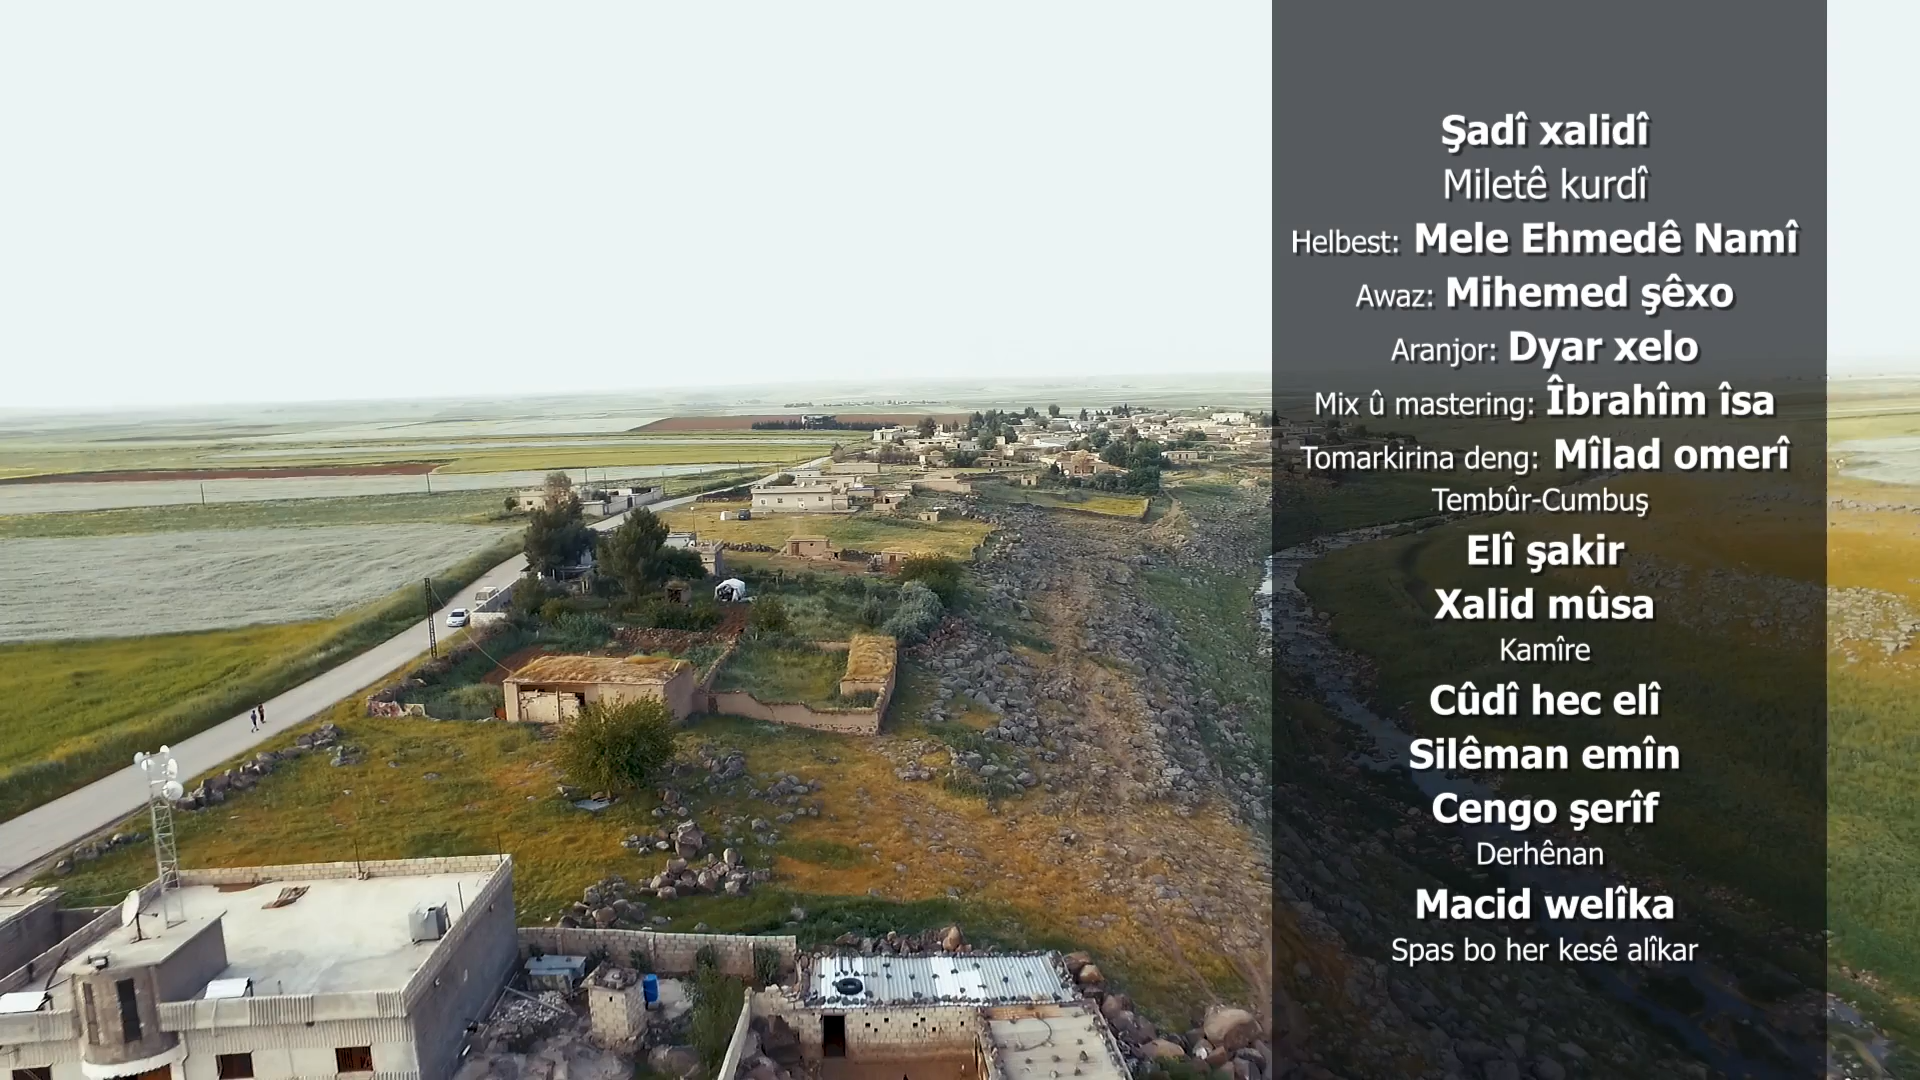 Şadî xalidî
Miletê kurdî
Helbest: Mele Ehmedê Namî
Awaz: Mihemed şêxo
Aranjor: Dyar xelo
Mix û mastering: Îbrahîm îsa
Tomarkirina deng: Mîlad omerî
Tembûr-Cumbuş
Elî şakir
Xalid mûsa
Kamîre
Cûdî hec elî
Silêman emîn
Cengo şerîf
Derhênan
Macid welîka
Spas bo her kesê alîkar